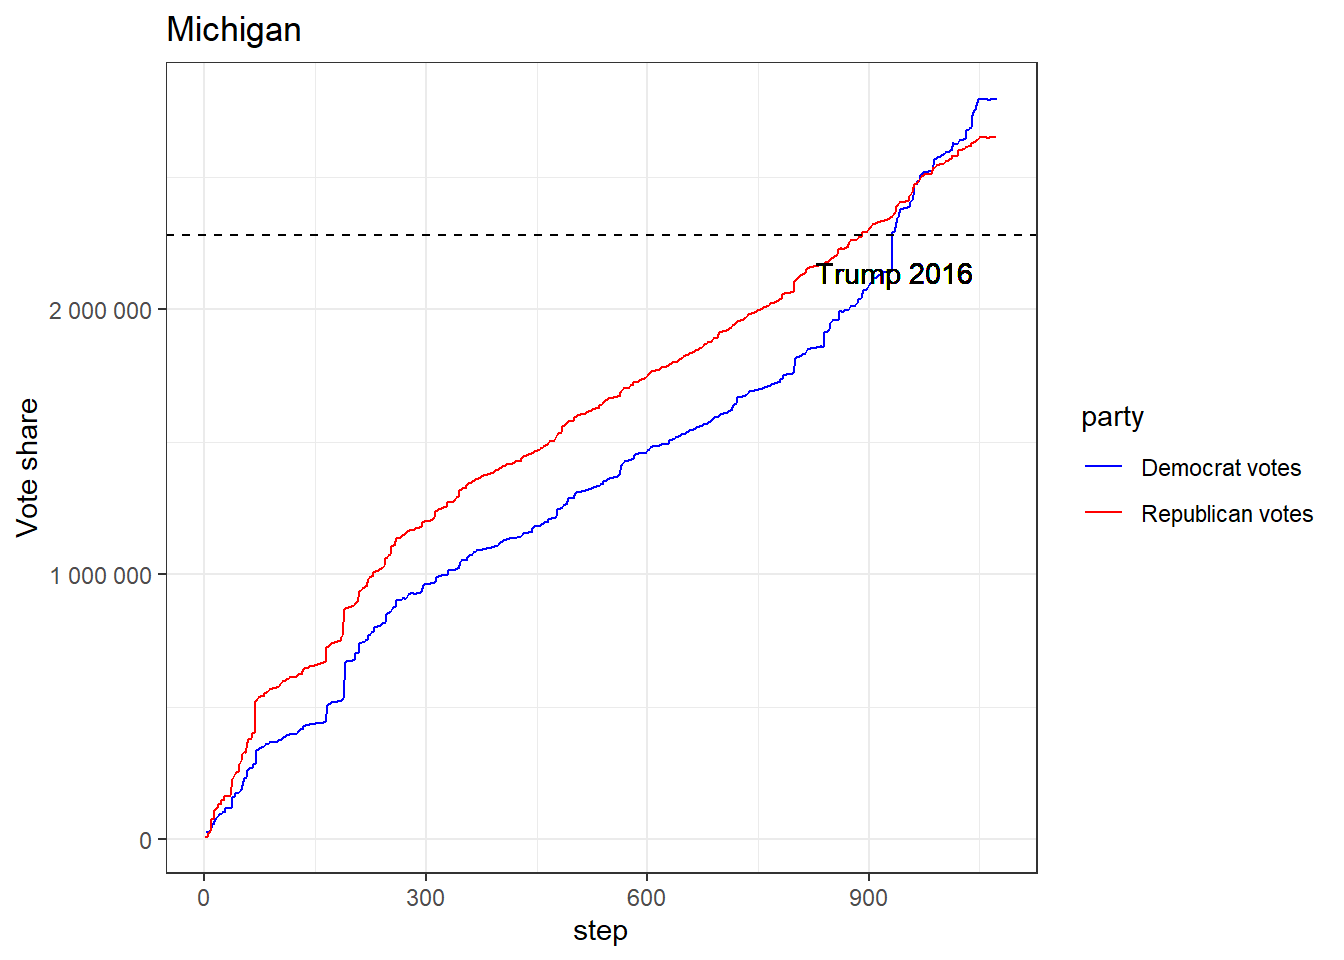 Michigan
Vote share
2 000 000
1 000 000
0
Trump 2016
0 300 600 900
step
party
Democrat votes
Republican votes